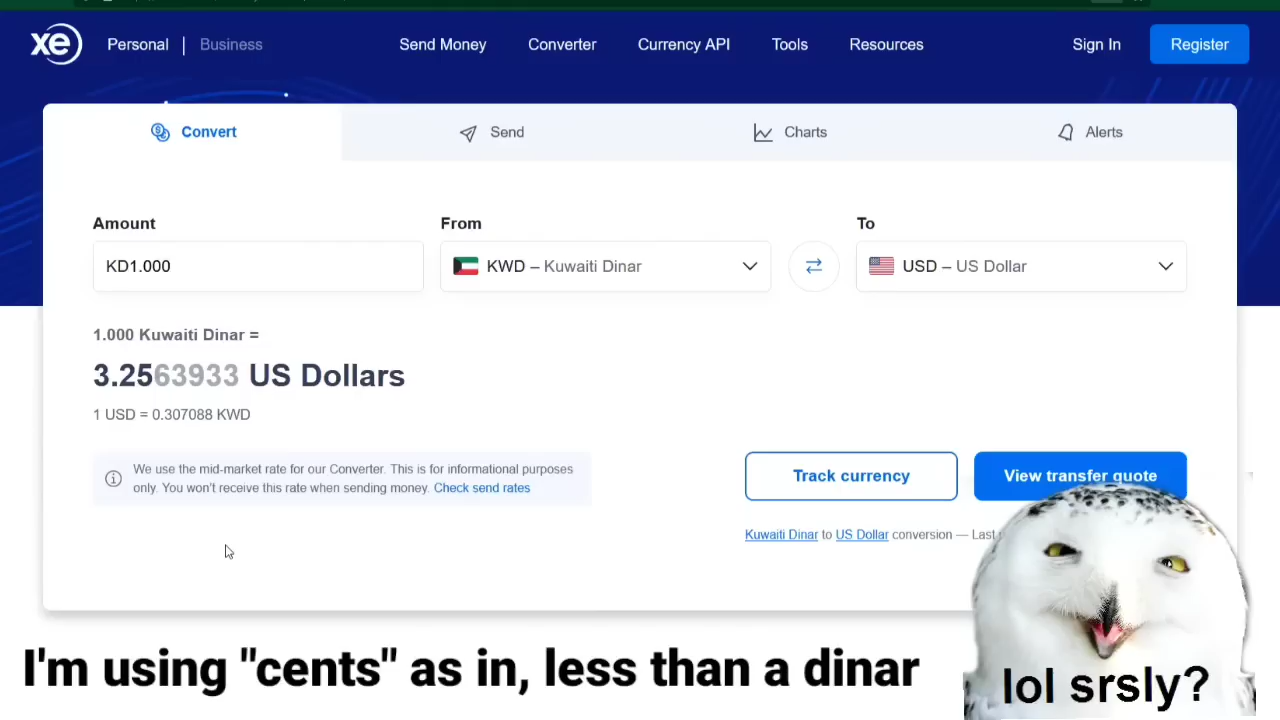 xe Personal | Business Send Money Converter Currency API Tools Resources Sign In Register
Convert Send Charts Alerts
Amount From To
KD1.000 KWD – Kuwaiti Dinar USD – US Dollar
1.000 Kuwaiti Dinar =
3.2563933 US Dollars
1 USD = 0.307088 KWD
We use the mid-market rate for our Converter. This is for informational purposes
only. You won't receive this rate when sending money. Check send rates
Track currency View transfer quote
Kuwaiti Dinar to US Dollar conversion — Last
I'm using "cents" as in, less than a dinar
lol srsly?